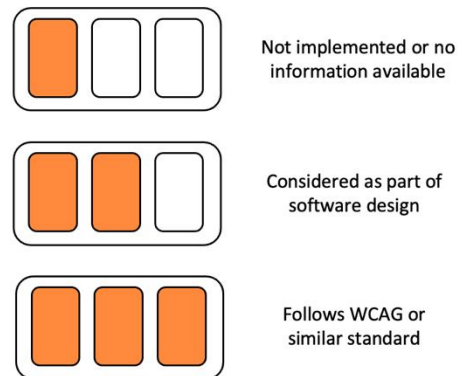 Not implemented or no
information available
Considered as part of
software design
Follows WCAG or
similar standard